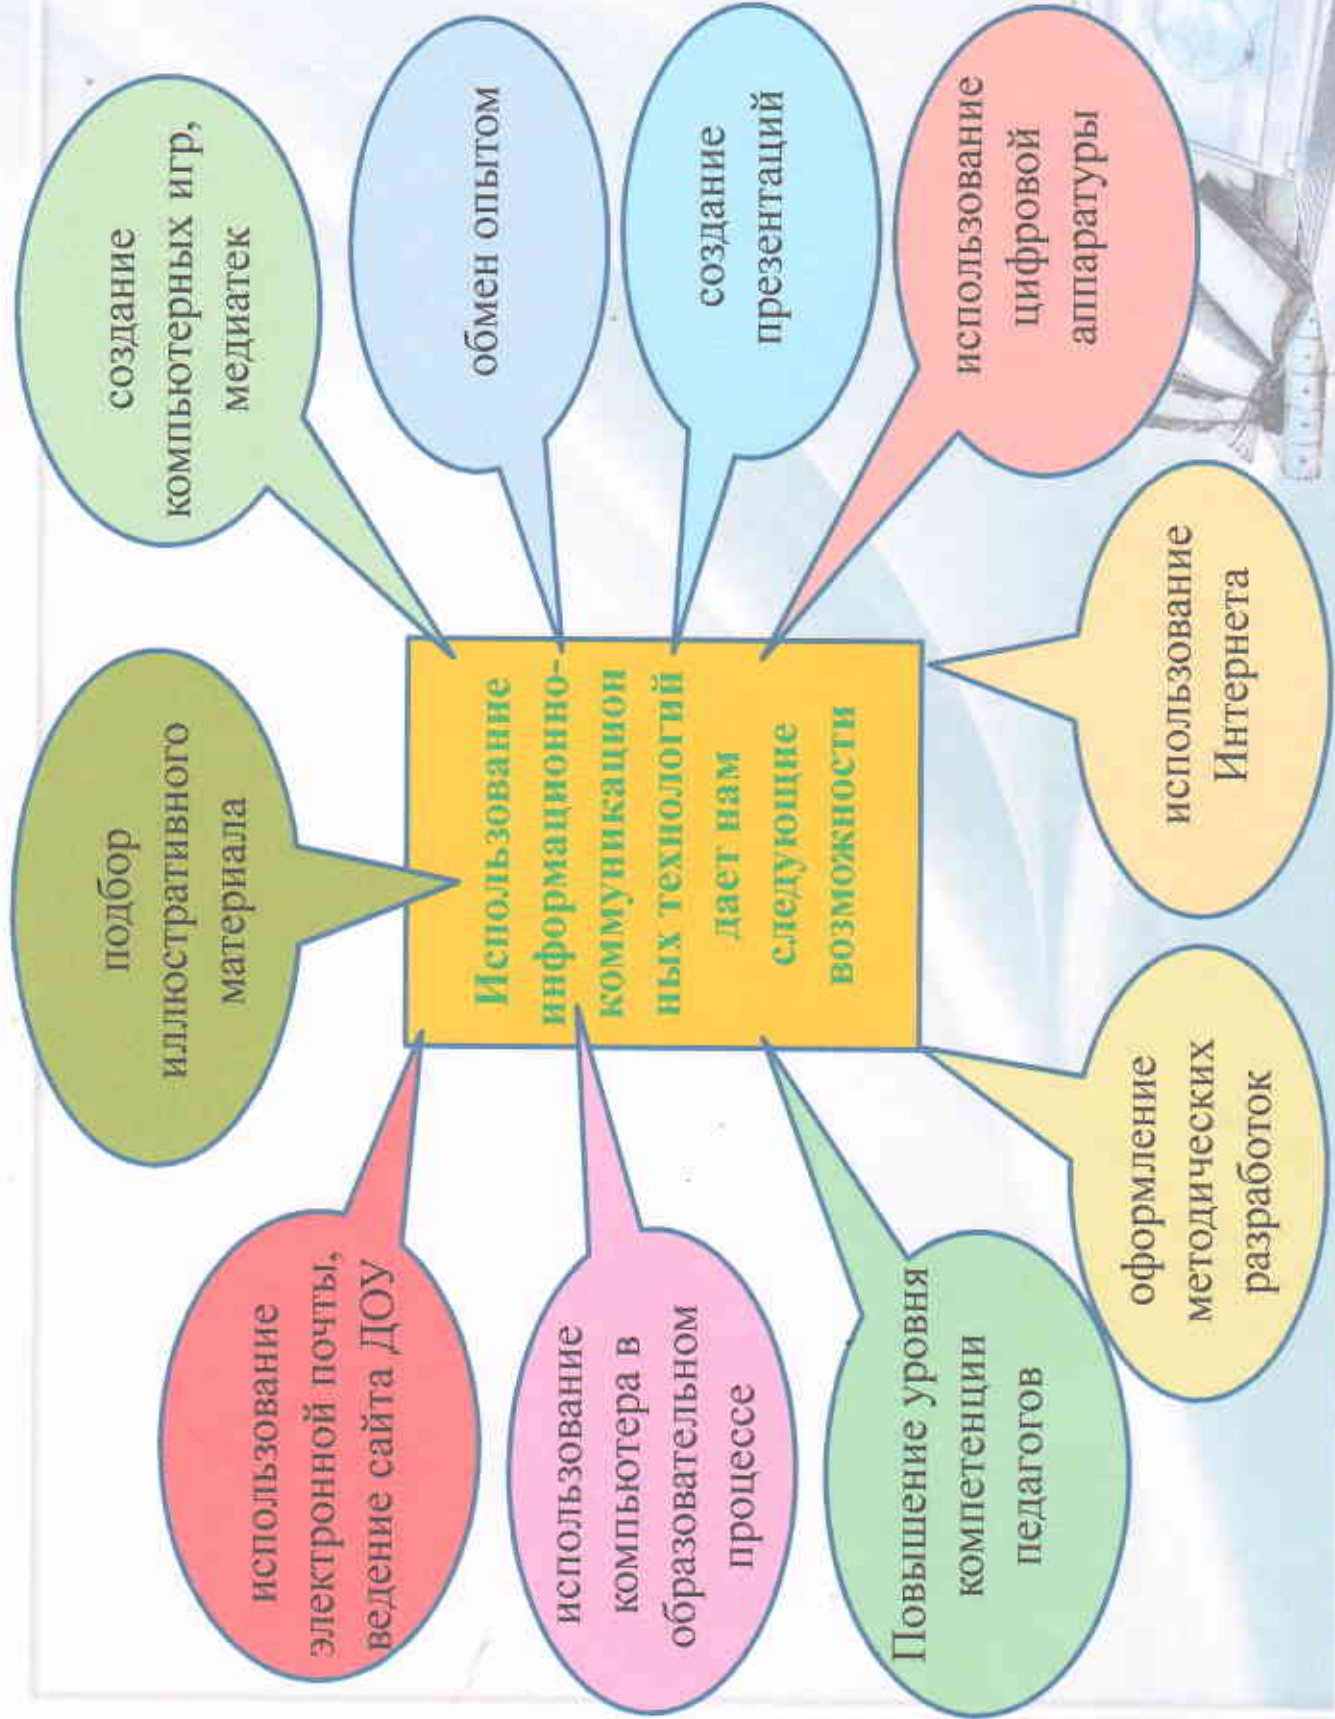 использование
электронной почты,
ведение сайта ДОУ
подбор
иллюстративного
материала
создание
компьютерных игр,
медиатек
Использование
информационно-
коммуникацион
ных технологий
дает нам
следующие
возможности
использование
компьютера в
образовательном
процессе
обмен опытом
создание
презентаций
Повышение уровня
компетенции
педагогов
использование
цифровой
аппаратуры
оформление
методических
разработок
использование
Интернета